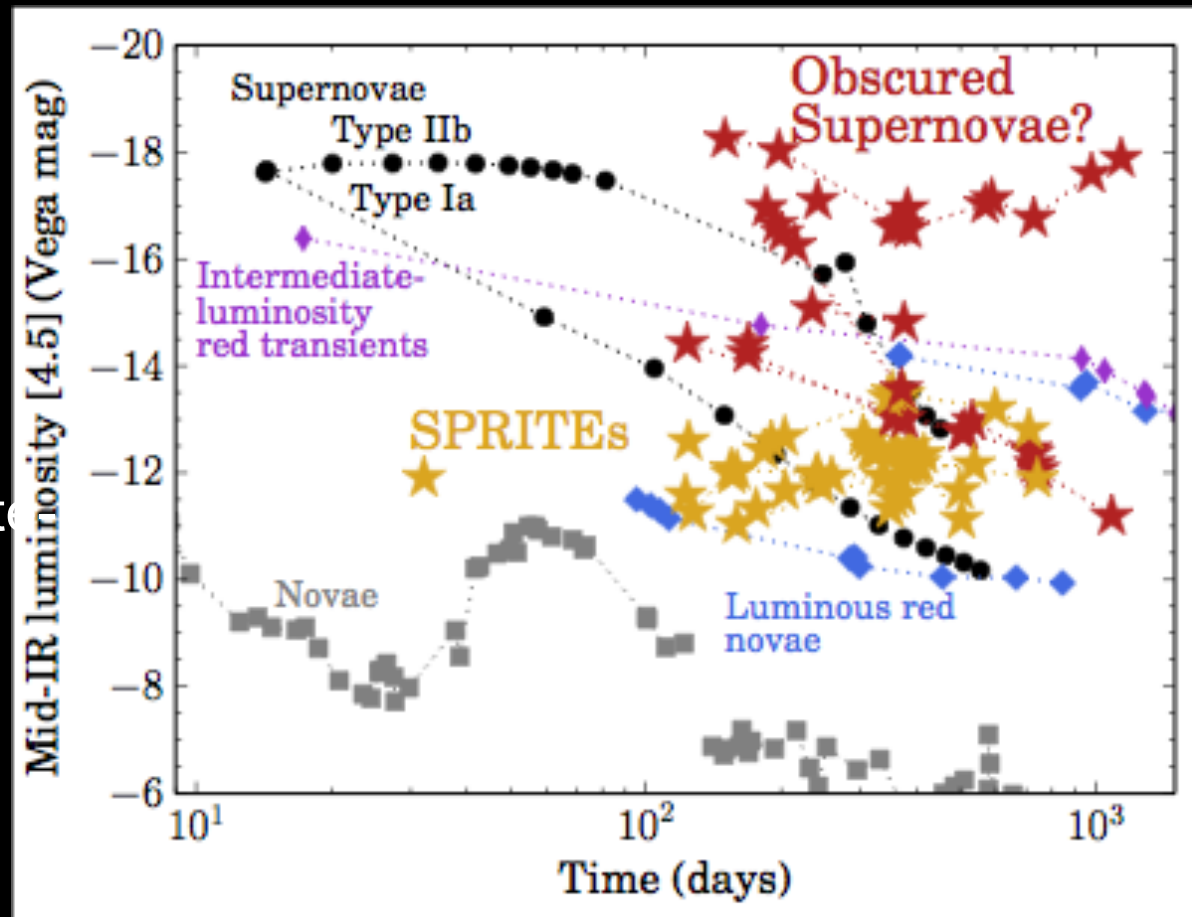 −20
−18
−16
−14
−12
−10
−8
−6
Mid-IR luminosity [4.5] (Vega mag)
Supernovae
Type IIb
Type Ia
Obscured
Supernovae?
Intermediate-
luminosity
red transients
SPRITEs
Novae
Luminous red
novae
10¹
10²
10³
Time (days)